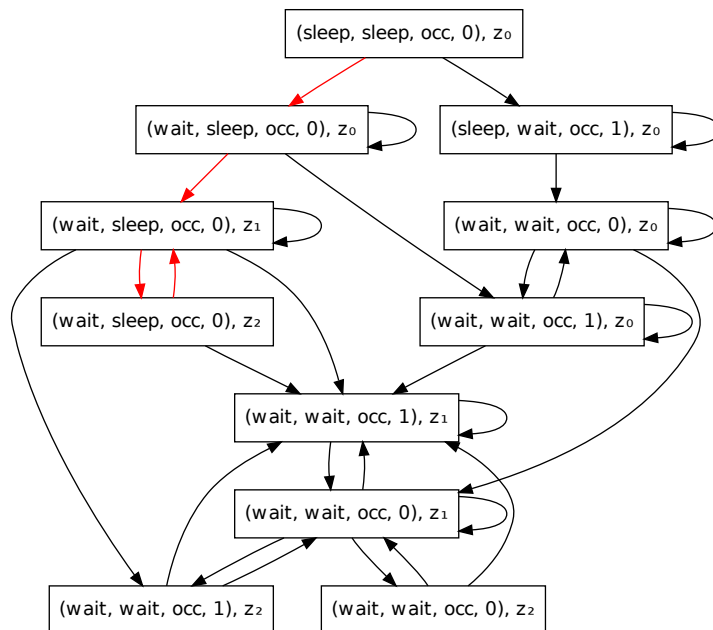 (sleep, sleep, occ, 0), z₀
(wait, sleep, occ, 0), z₀
(sleep, wait, occ, 1), z₀
(wait, sleep, occ, 0), z₁
(wait, wait, occ, 0), z₀
(wait, sleep, occ, 0), z₂
(wait, wait, occ, 1), z₀
(wait, wait, occ, 1), z₁
(wait, wait, occ, 0), z₁
(wait, wait, occ, 1), z₂
(wait, wait, occ, 0), z₂